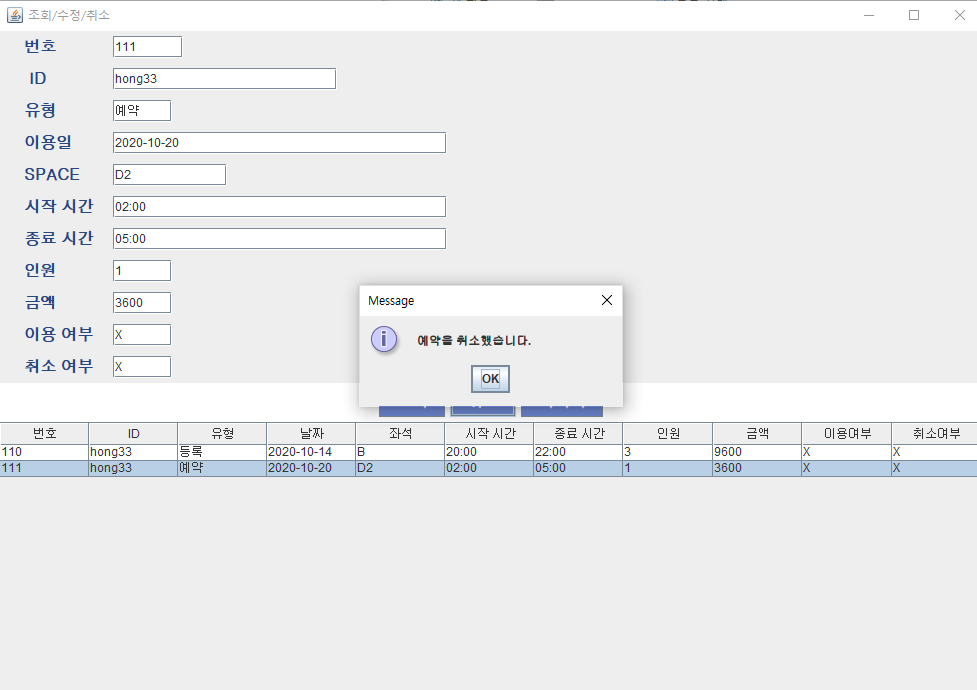 조회/수정/취소
번호 111
ID hong33
유형 예약
이용일 2020-10-20
SPACE D2
시작 시간 02:00
종료 시간 05:00
인원 1
금액 3600
이용 여부 X
취소 여부 X
Message
예약을 취소했습니다.
OK
번호 ID 유형 날짜 좌석 시작 시간 종료 시간 인원 금액 이용여부 취소여부
110 hong33 등록 2020-10-14 B 20:00 22:00 3 9600 X X
111 hong33 예약 2020-10-20 D2 02:00 05:00 1 3600 X X